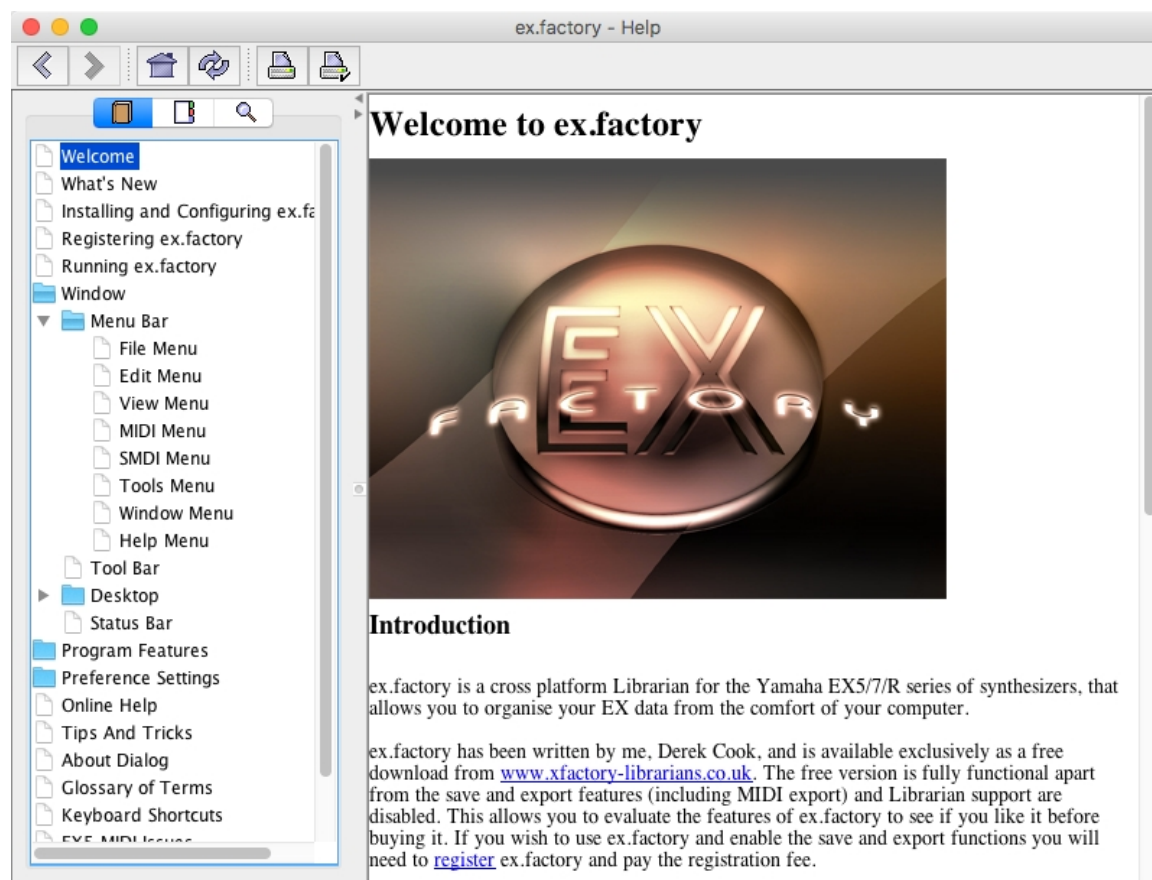 ex.factory - Help
Welcome
What's New
Installing and Configuring ex.fa
Registering ex.factory
Running ex.factory
Window
Menu Bar
File Menu
Edit Menu
View Menu
MIDI Menu
SMDI Menu
Tools Menu
Window Menu
Help Menu
Tool Bar
Desktop
Status Bar
Program Features
Preference Settings
Online Help
Tips And Tricks
About Dialog
Glossary of Terms
Keyboard Shortcuts
EX5 MIDI Issues
Welcome to ex.factory
EX
FACTORY
Introduction
ex.factory is a cross platform Librarian for the Yamaha EX5/7/R series of synthesizers, that
allows you to organise your EX data from the comfort of your computer.
ex.factory has been written by me, Derek Cook, and is available exclusively as a free
download from www.xfactory-librarians.co.uk. The free version is fully functional apart
from the save and export features (including MIDI export) and Librarian support are
disabled. This allows you to evaluate the features of ex.factory to see if you like it before
buying it. If you wish to use ex.factory and enable the save and export functions you will
need to register ex.factory and pay the registration fee.